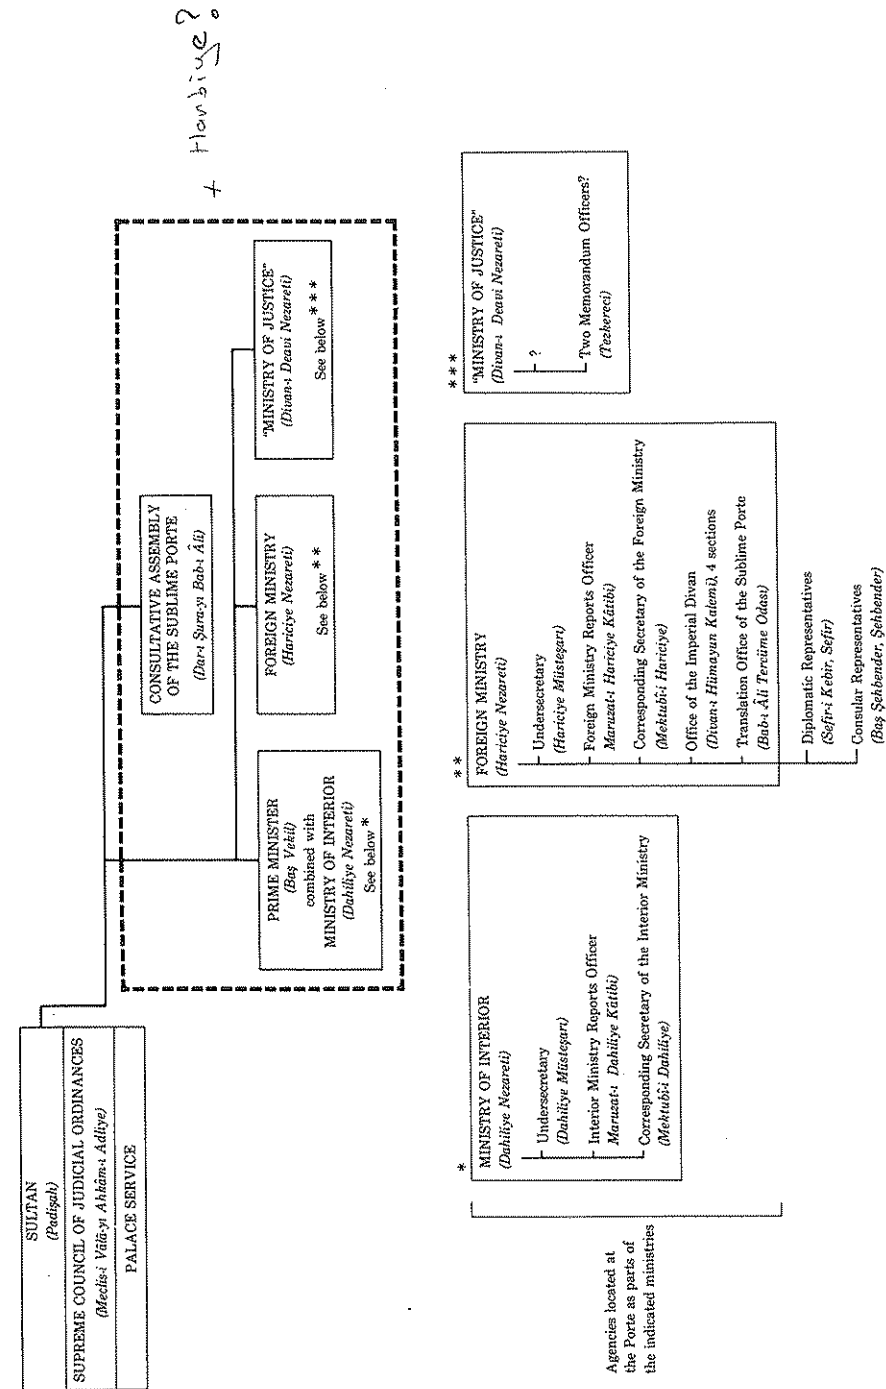 SULTAN
(Padişah)
SUPREME COUNCIL OF JUDICIAL ORDINANCES
(Meclis-i Vâlâ-yı Ahkâm-ı Adliye)
PALACE SERVICE
+ Harbiye?
CONSULTATIVE ASSEMBLY
OF THE SUBLIME PORTE
(Dar-ı Şura-yı Bab-ı Âli)
PRIME MINISTER
(Baş Vekil)
combined with
MINISTRY OF INTERIOR
(Dahiliye Nezareti)
See below *
FOREIGN MINISTRY
(Hariciye Nezareti)
See below **
"MINISTRY OF JUSTICE"
(Divan-ı Deavi Nezareti)
See below ***
Agencies located at
the Porte as parts of
the indicated ministries
*
MINISTRY OF INTERIOR
(Dahiliye Nezareti)
Undersecretary
(Dahiliye Müsteşarı)
Interior Ministry Reports Officer
Maruzat-ı Dahiliye Kâtibi)
Corresponding Secretary of the Interior Ministry
(Mektubî-i Dahiliye)
**
FOREIGN MINISTRY
(Hariciye Nezareti)
Undersecretary
(Hariciye Müsteşarı)
Foreign Ministry Reports Officer
Maruzat-ı Hariciye Kâtibi)
Corresponding Secretary of the Foreign Ministry
(Mektubî-i Hariciye)
Office of the Imperial Divan
(Divan-ı Hümayun Kalemi), 4 sections
Translation Office of the Sublime Porte
(Bab-ı Âli Tercüme Odası)
Diplomatic Representatives
(Sefir-i Kebir, Sefir)
Consular Representatives
(Baş Şehbender, Şehbender)
***
"MINISTRY OF JUSTICE"
(Divan-ı Deavi Nezareti)
?
Two Memorandum Officers?
(Tezkereci)